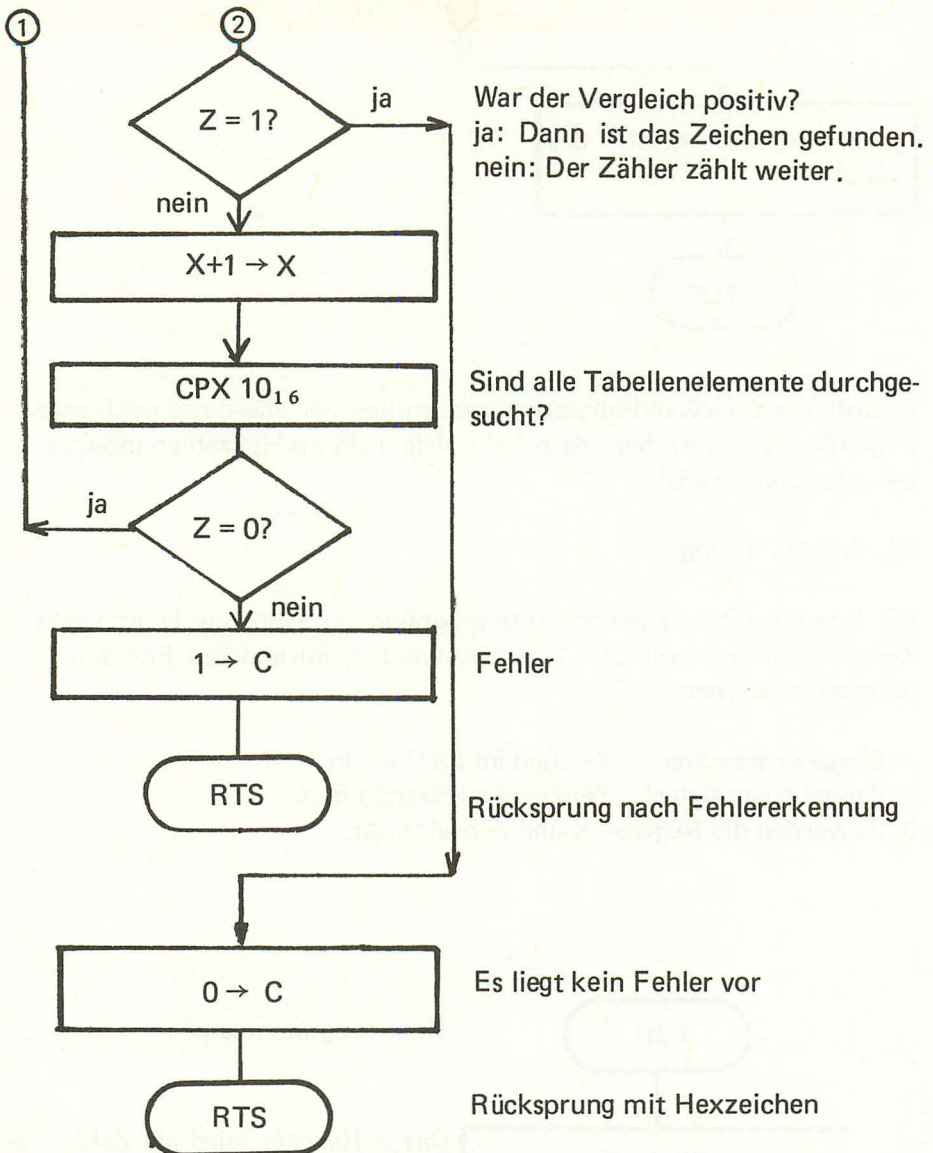 1 2
Z = 1?
ja
War der Vergleich positiv?
ja: Dann ist das Zeichen gefunden.
nein: Der Zähler zählt weiter.
nein
X+1 → X
CPX 10₁₆
Sind alle Tabellenelemente durchge-
sucht?
ja
Z = 0?
nein
1 → C
Fehler
RTS
Rücksprung nach Fehlererkennung
0 → C
Es liegt kein Fehler vor
RTS
Rücksprung mit Hexzeichen